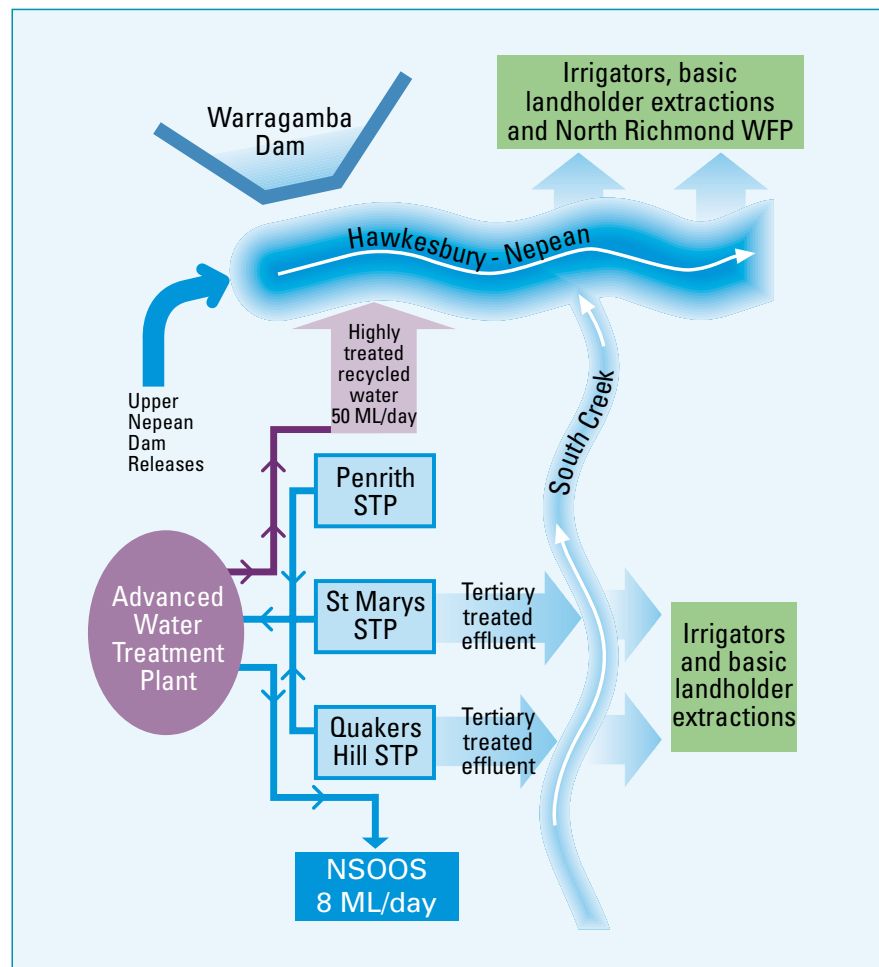 Warragamba
Dam
Irrigators, basic
landholder extractions
and North Richmond WFP
Hawkesbury - Nepean
Upper
Nepean
Dam
Releases
Highly
treated
recycled
water
50 ML/day
South Creek
Penrith
STP
Advanced
Water
Treatment
Plant
St Marys
STP
Tertiary
treated
effluent
Irrigators
and basic
landholder
extractions
Quakers
Hill STP
Tertiary
treated
effluent
NSOOS
8 ML/day